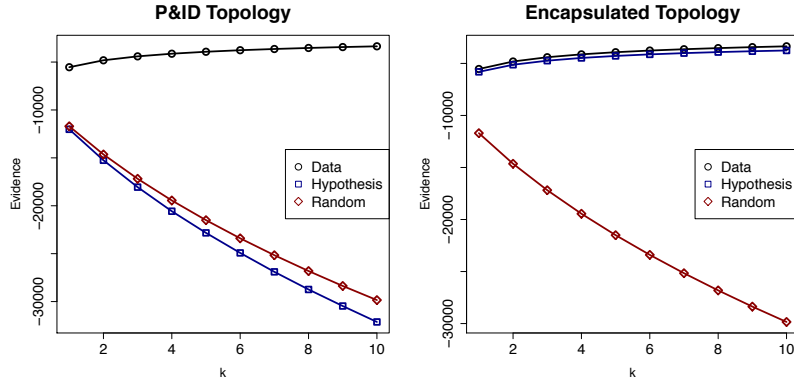 P&ID Topology
Evidence
-10000
-20000
-30000
Data
Hypothesis
Random
2 4 6 8 10
k
Encapsulated Topology
Evidence
-10000
-20000
-30000
Data
Hypothesis
Random
2 4 6 8 10
k